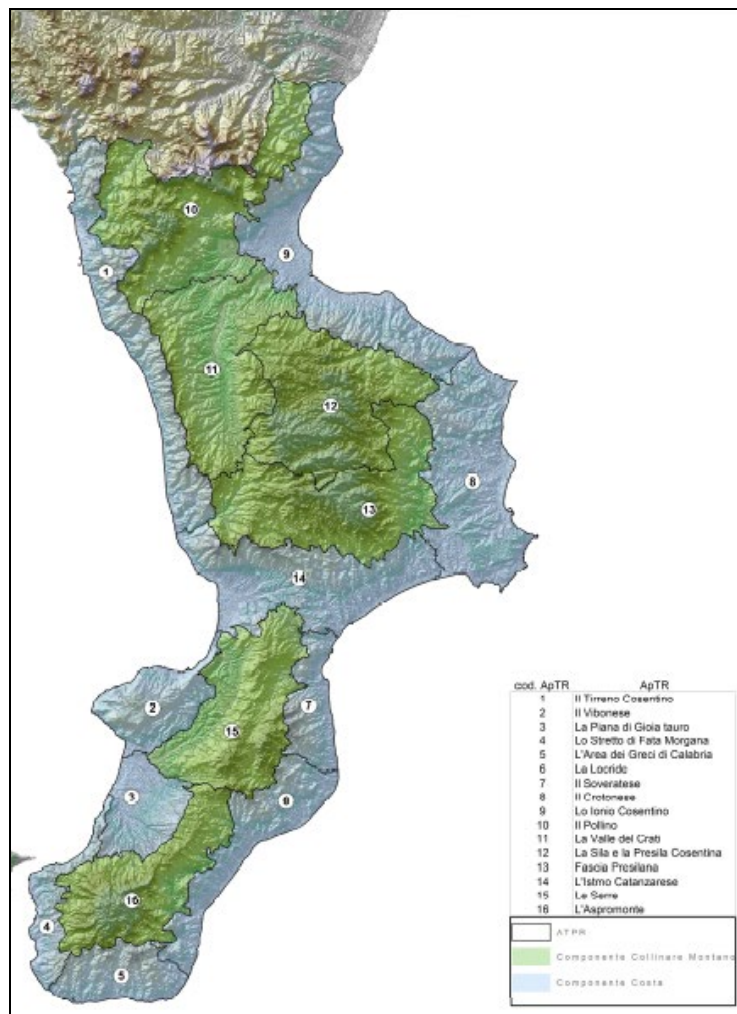 10
9
1
11
12
8
13
14
2
7
15
3
6
16
4
5
cod. ApTR ApTR
1 Il Tirreno Cosentino
2 Il Vibonese
3 La Piana di Gioia tauro
4 Lo Stretto di Fata Morgana
5 L'Area dei Greci di Calabria
6 La Locride
7 Il Soveratese
8 Il Crotonese
9 Lo Ionio Cosentino
10 Il Pollino
11 La Valle del Crati
12 La Sila e la Presila Cosentina
13 Fascia Presilana
14 L'Istmo Catanzarese
15 Le Serre
16 L'Aspromonte
ATPR
Componente Collinare Montano
Componente Costa